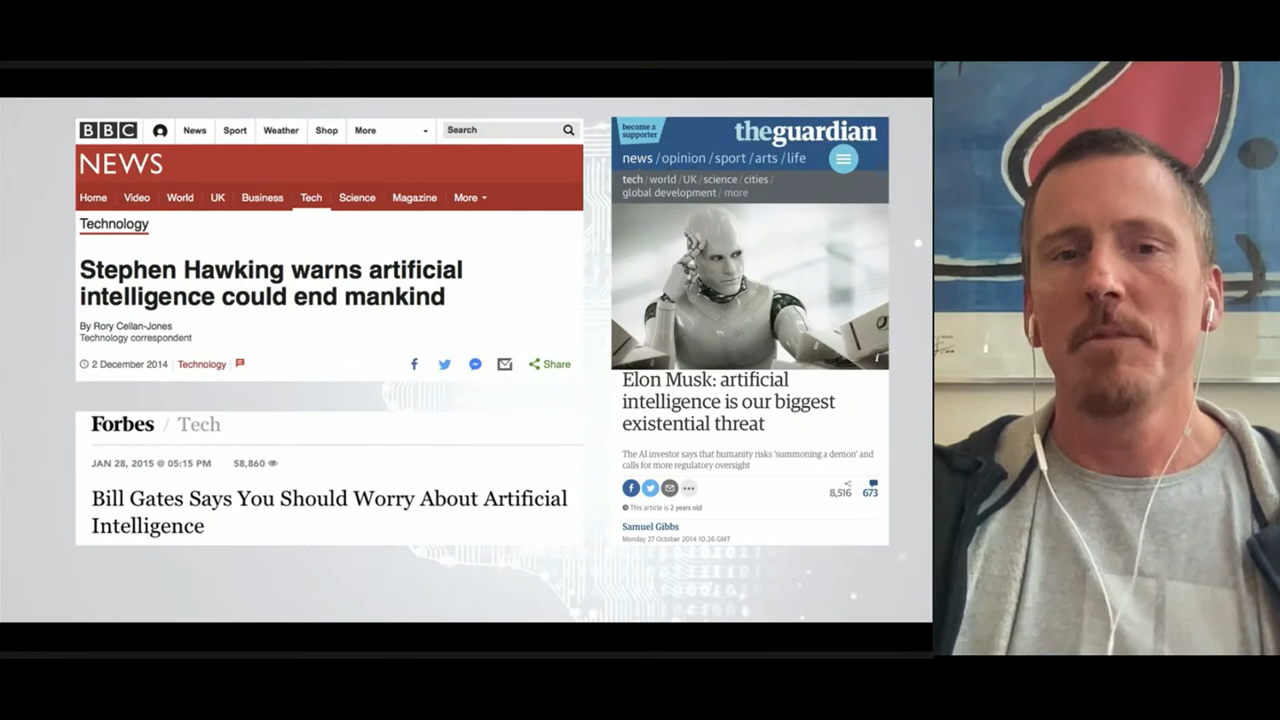 BBC
News
Sport
Weather
Shop
More
Search
NEWS
Home Video World UK Business Tech Science Magazine More
Technology
Stephen Hawking warns artificial
intelligence could end mankind
By Rory Cellan-Jones
Technology correspondent
2 December 2014 Technology
Share
Forbes / Tech
JAN 28, 2015 @ 05:15 PM 58,860
Bill Gates Says You Should Worry About Artificial
Intelligence
become a
supporter
theguardian
news / opinion / sport / arts / life
tech / world / UK / science / cities /
global development / more
Elon Musk: artificial
intelligence is our biggest
existential threat
The AI investor says that humanity risks 'summoning a demon' and
calls for more regulatory oversight
8,516 673
This article is 2 years old
Samuel Gibbs
Monday 27 October 2014 10.26 GMT